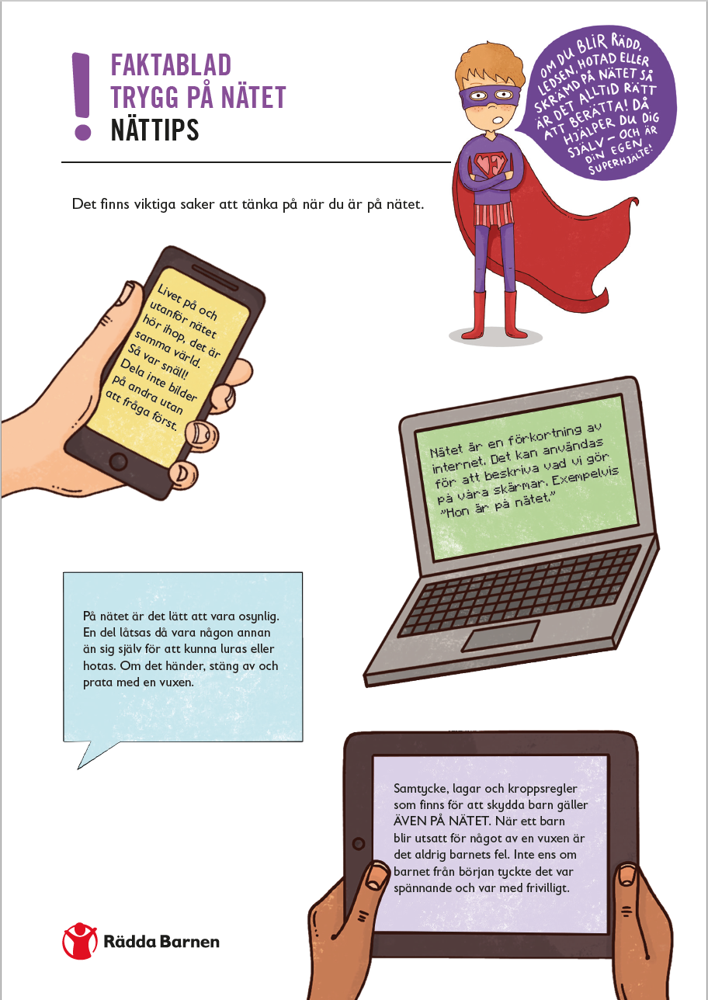 FAKTABLAD
TRYGG PÅ NÄTET
NÄTTIPS
OM DU BLIR RÄDD,
LEDSEN, HOTAD ELLER
SKRÄMD PÅ NÄTET SÅ
ÄR DET ALLTID RÄTT
ATT BERÄTTA! DÅ
HJÄLPER DU DIG
SJÄLV – OCH ÄR
DIN EGEN
SUPERHJÄLTE!
Det finns viktiga saker att tänka på när du är på nätet.
Livet på och
utanför nätet
hör ihop, det är
samma värld.
Så var snäll!
Dela inte bilder
på andra utan
att fråga först.
Nätet är en förkortning av
internet. Det kan användas
för att beskriva vad vi gör
på våra skärmar. Exempelvis
"Hon är på nätet."
På nätet är det lätt att vara osynlig.
En del låtsas då vara någon annan
än sig själv för att kunna luras eller
hotas. Om det händer, stäng av och
prata med en vuxen.
Samtycke, lagar och kroppsregler
som finns för att skydda barn gäller
ÄVEN PÅ NÄTET. När ett barn
blir utsatt för något av en vuxen är
det aldrig barnets fel. Inte ens om
barnet från början tyckte det var
spännande och var med frivilligt.
Rädda Barnen